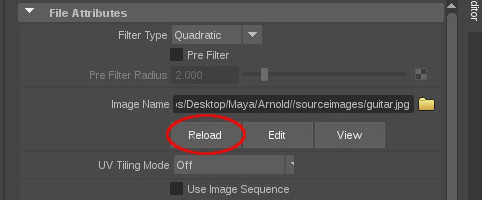 File Attributes
Filter Type Quadratic
Pre Filter
Pre Filter Radius 2.000
Image Name os/Desktop/Maya/Arnold//sourceimages/guitar.jpg
Reload Edit View
UV Tiling Mode Off
Use Image Sequence
ditor